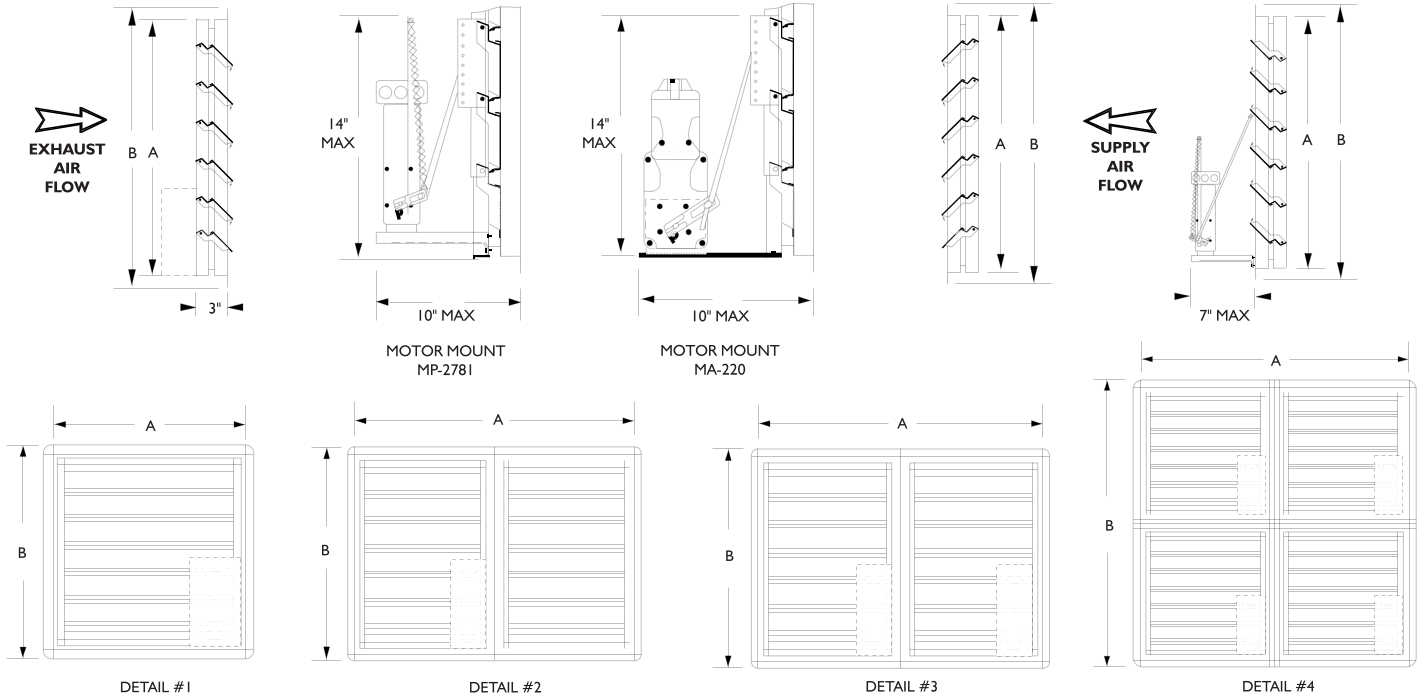 EXHAUST
AIR
FLOW
B
A
3"
14"
MAX
10" MAX
MOTOR MOUNT
MP-2781
14"
MAX
10" MAX
MOTOR MOUNT
MA-220
A
B
SUPPLY
AIR
FLOW
A
B
7" MAX
A
B
DETAIL #1
A
B
DETAIL #2
A
B
DETAIL #3
A
B
DETAIL #4